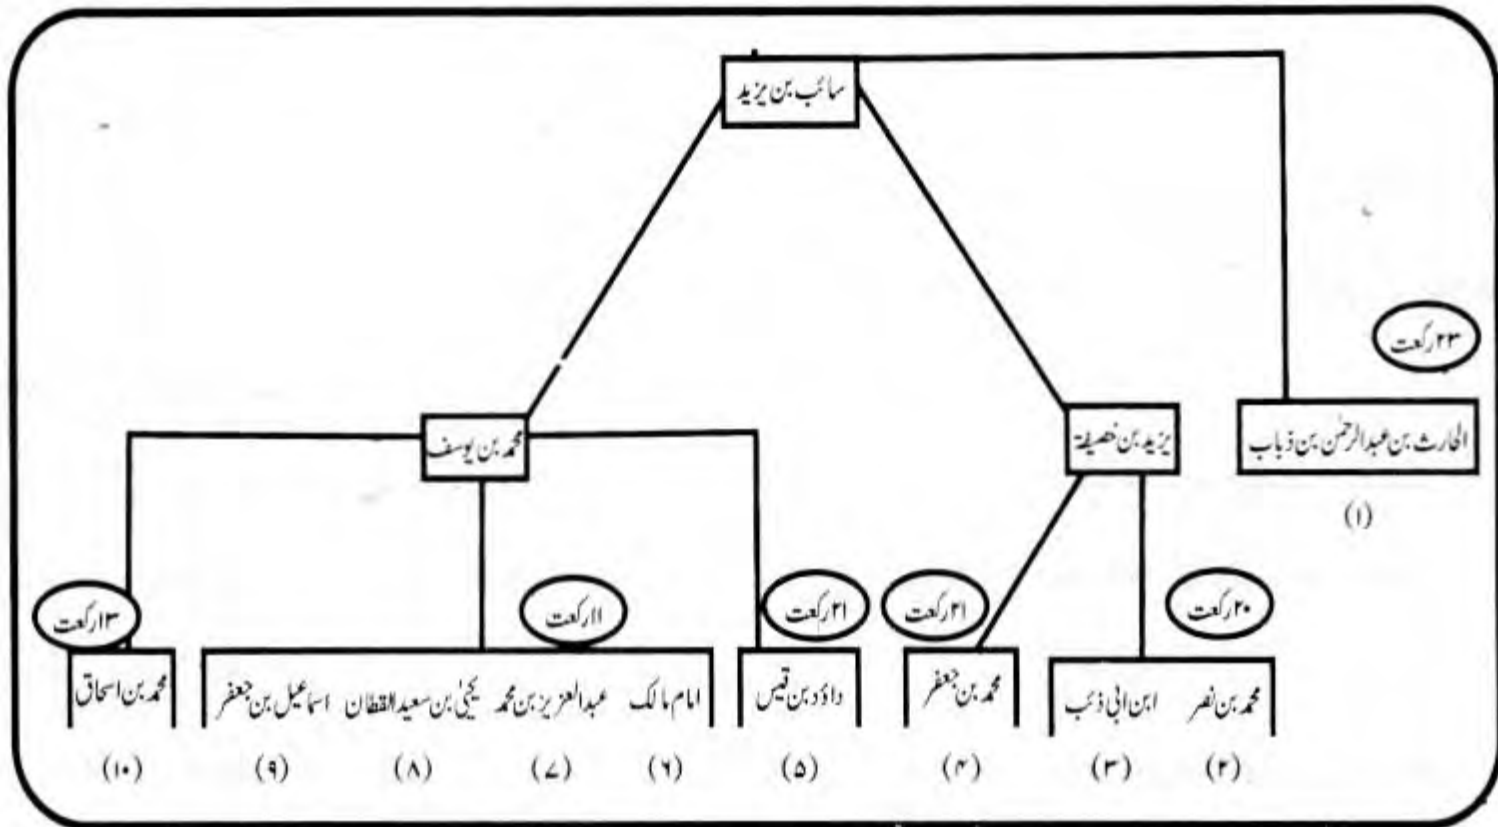 سائب بن یزید
۲۳ رکعت
محمد بن یوسف
یزید بن خصیفۃ
الحارث بن عبدالرحمٰن بن ذباب
(۱)
۲۰ رکعت
۲۱ رکعت
۲۱ رکعت
۱۱ رکعت
۱۳ رکعت
محمد بن نصر
ابن ابی ذئب
محمد بن جعفر
داؤد بن قیس
امام مالک
عبدالعزیز بن محمد
یحییٰ بن سعید القطان
اسماعیل بن جعفر
محمد بن اسحاق
(۲) (۳) (۴) (۵) (۶) (۷) (۸) (۹) (۱۰)